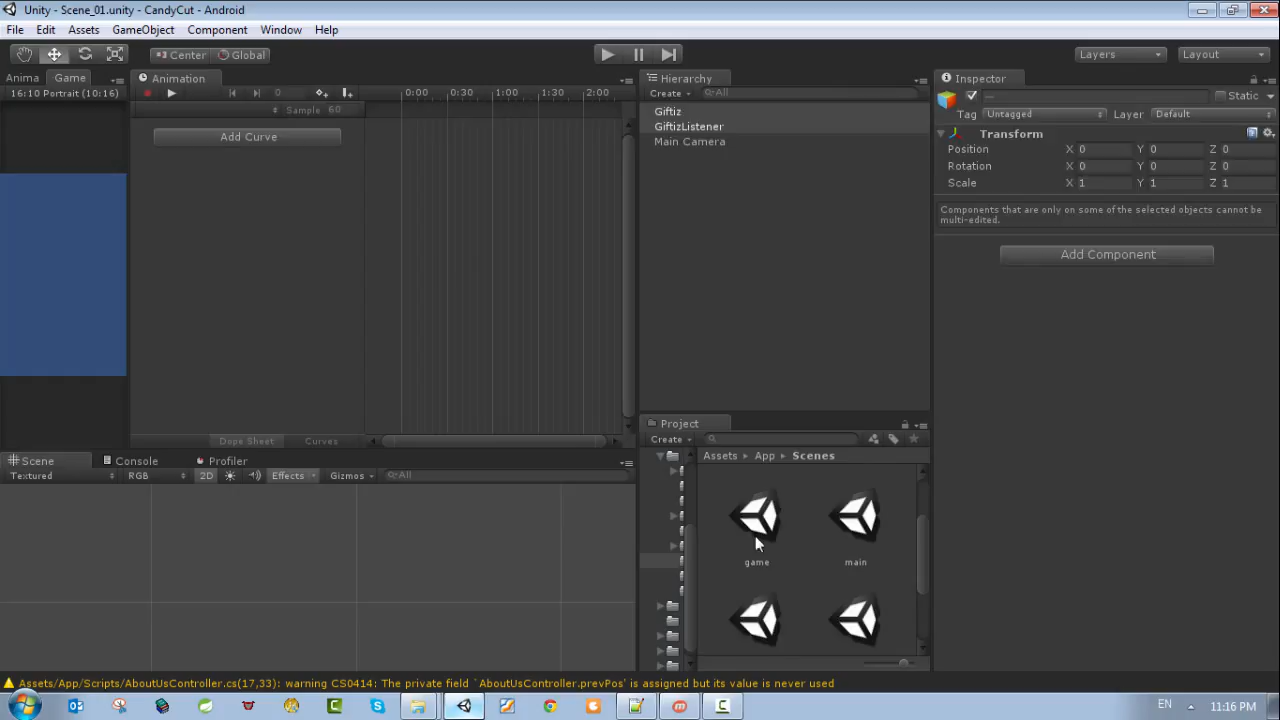 Unity - Scene_01.unity - CandyCut - Android
File Edit Assets GameObject Component Window Help
Center Global Layers Layout
Anima Game Animation Hierarchy Inspector
16:10 Portrait (10:16) 0 0:00 0:30 1:00 1:30 2:00 Create All — Static
Sample 60 Tag Untagged Layer Default
Add Curve Giftiz
GiftizListener Transform
Main Camera Position X 0 Y 0 Z 0
Rotation X 0 Y 0 Z 0
Scale X 1 Y 1 Z 1
Components that are only on some of the selected objects cannot be
multi-edited.
Add Component
Project
Dope Sheet Curves Create
Scene Console Profiler Assets App Scenes
Textured RGB 2D Effects Gizmos All
game main
Assets/App/Scripts/AboutUsController.cs(17,33): warning CS0414: The private field `AboutUsController.prevPos' is assigned but its value is never used
EN 11:16 PM